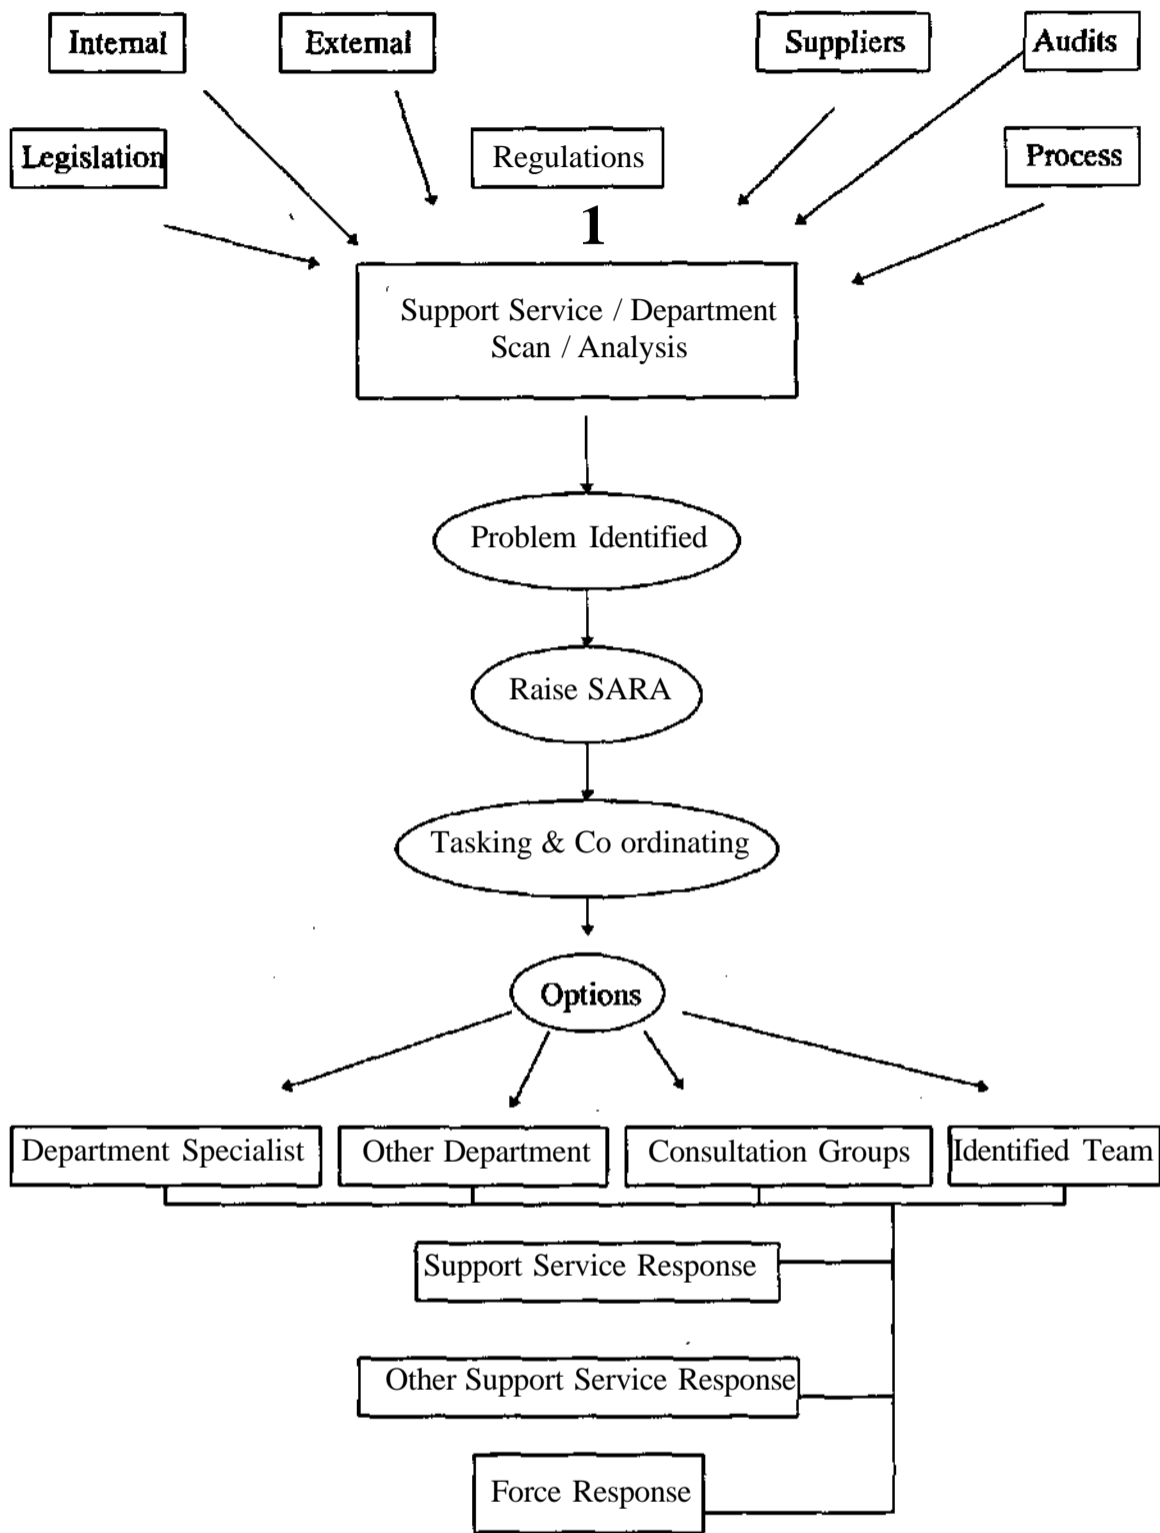 Internal
External
Suppliers
Audits
Legislation
Regulations
Process
1
Support Service / Department
Scan / Analysis
Problem Identified
Raise SARA
Tasking & Co ordinating
Options
Department Specialist
Other Department
Consultation Groups
Identified Team
Support Service Response
Other Support Service Response
Force Response